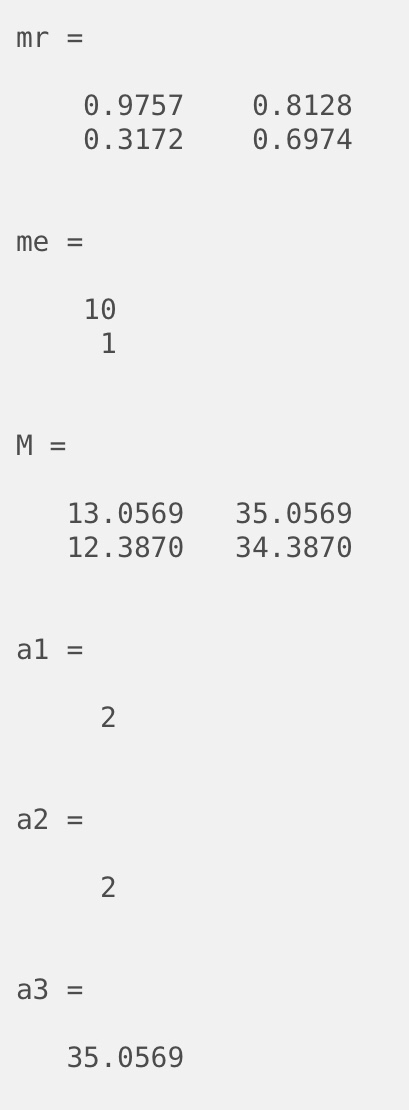 mr =
0.9757 0.8128
0.3172 0.6974
me =
10
1
M =
13.0569 35.0569
12.3870 34.3870
a1 =
2
a2 =
2
a3 =
35.0569